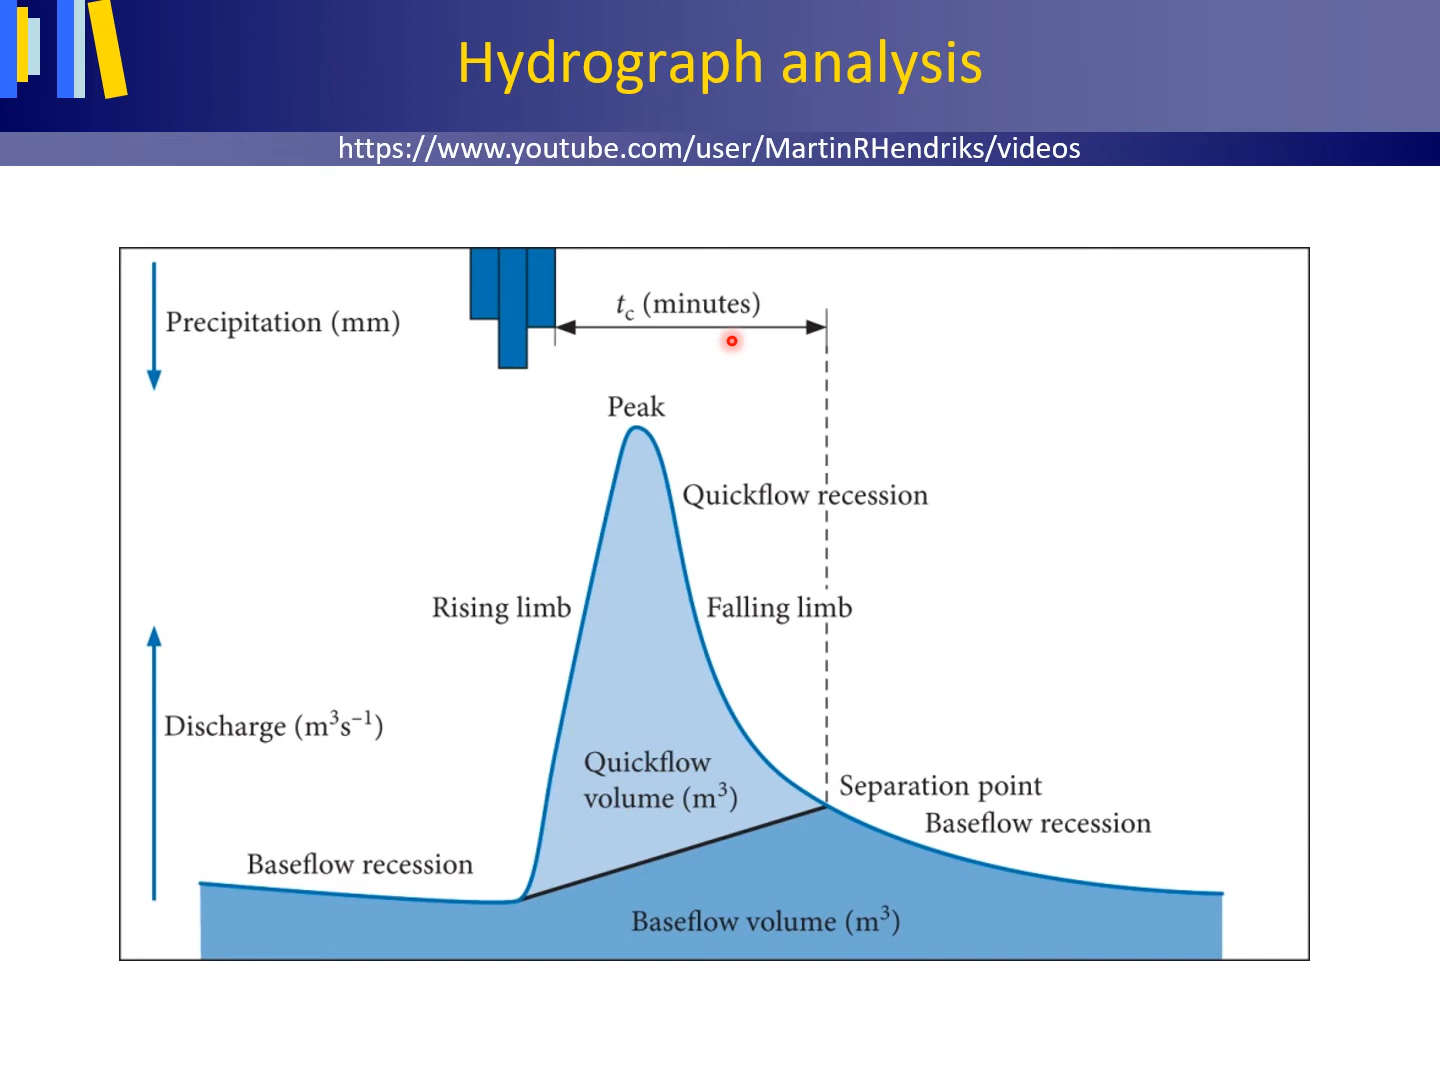 Hydrograph analysis
https://www.youtube.com/user/MartinRHendriks/videos
Precipitation (mm)
t_c (minutes)
Peak
Quickflow recession
Rising limb
Falling limb
Discharge (m³s⁻¹)
Quickflow
volume (m³)
Separation point
Baseflow recession
Baseflow recession
Baseflow volume (m³)